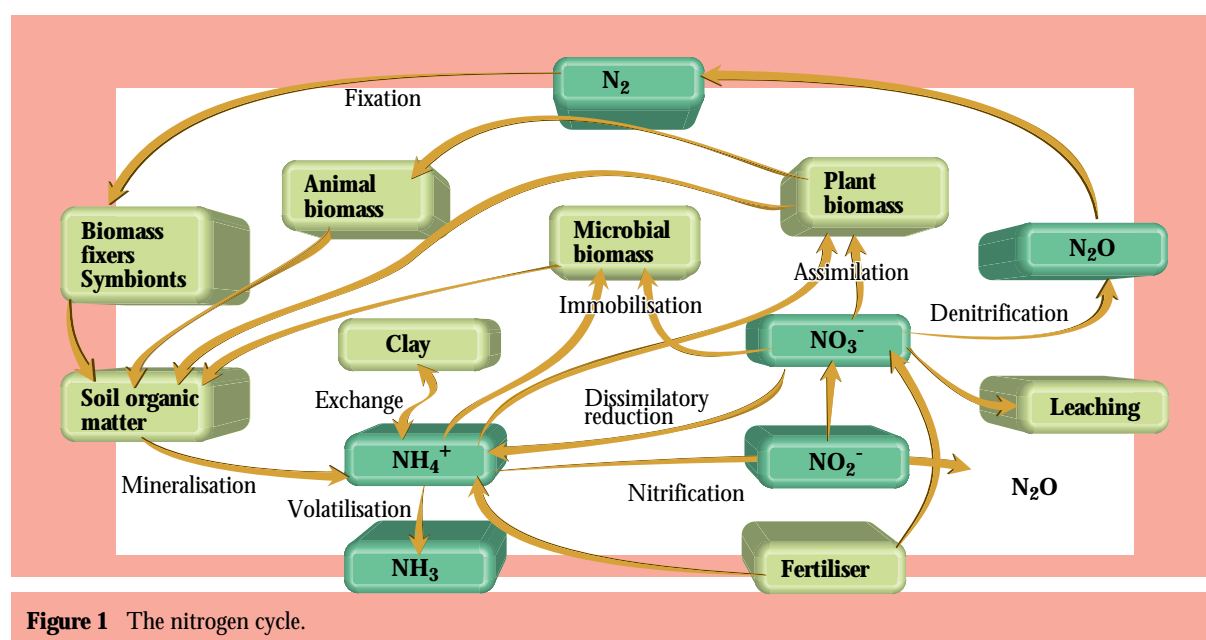 N₂
Fixation
Animal
biomass
Plant
biomass
Biomass
fixers
Symbionts
Microbial
biomass
N₂O
Assimilation
Immobilisation
Denitrification
Clay
NO₃⁻
Exchange
Dissimilatory
reduction
Leaching
Soil organic
matter
NH₄⁺
NO₂⁻
Mineralisation
Nitrification
N₂O
Volatilisation
NH₃
Fertiliser
Figure 1 The nitrogen cycle.